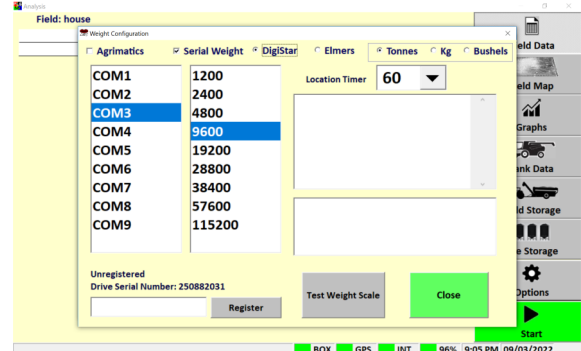 Analysis
Field: house
Weight Configuration
Agrimatics Serial Weight DigiStar Elmers Tonnes Kg Bushels
COM1
COM2
COM3
COM4
COM5
COM6
COM7
COM8
COM9
1200
2400
4800
9600
19200
28800
38400
57600
115200
Location Timer 60
Unregistered
Drive Serial Number: 250882031
Register
Test Weight Scale
Close
eld Data
eld Map
Graphs
nk Data
d Storage
e Storage
Options
Start
BOX GPS INT 96% 9:05 PM 09/03/2022